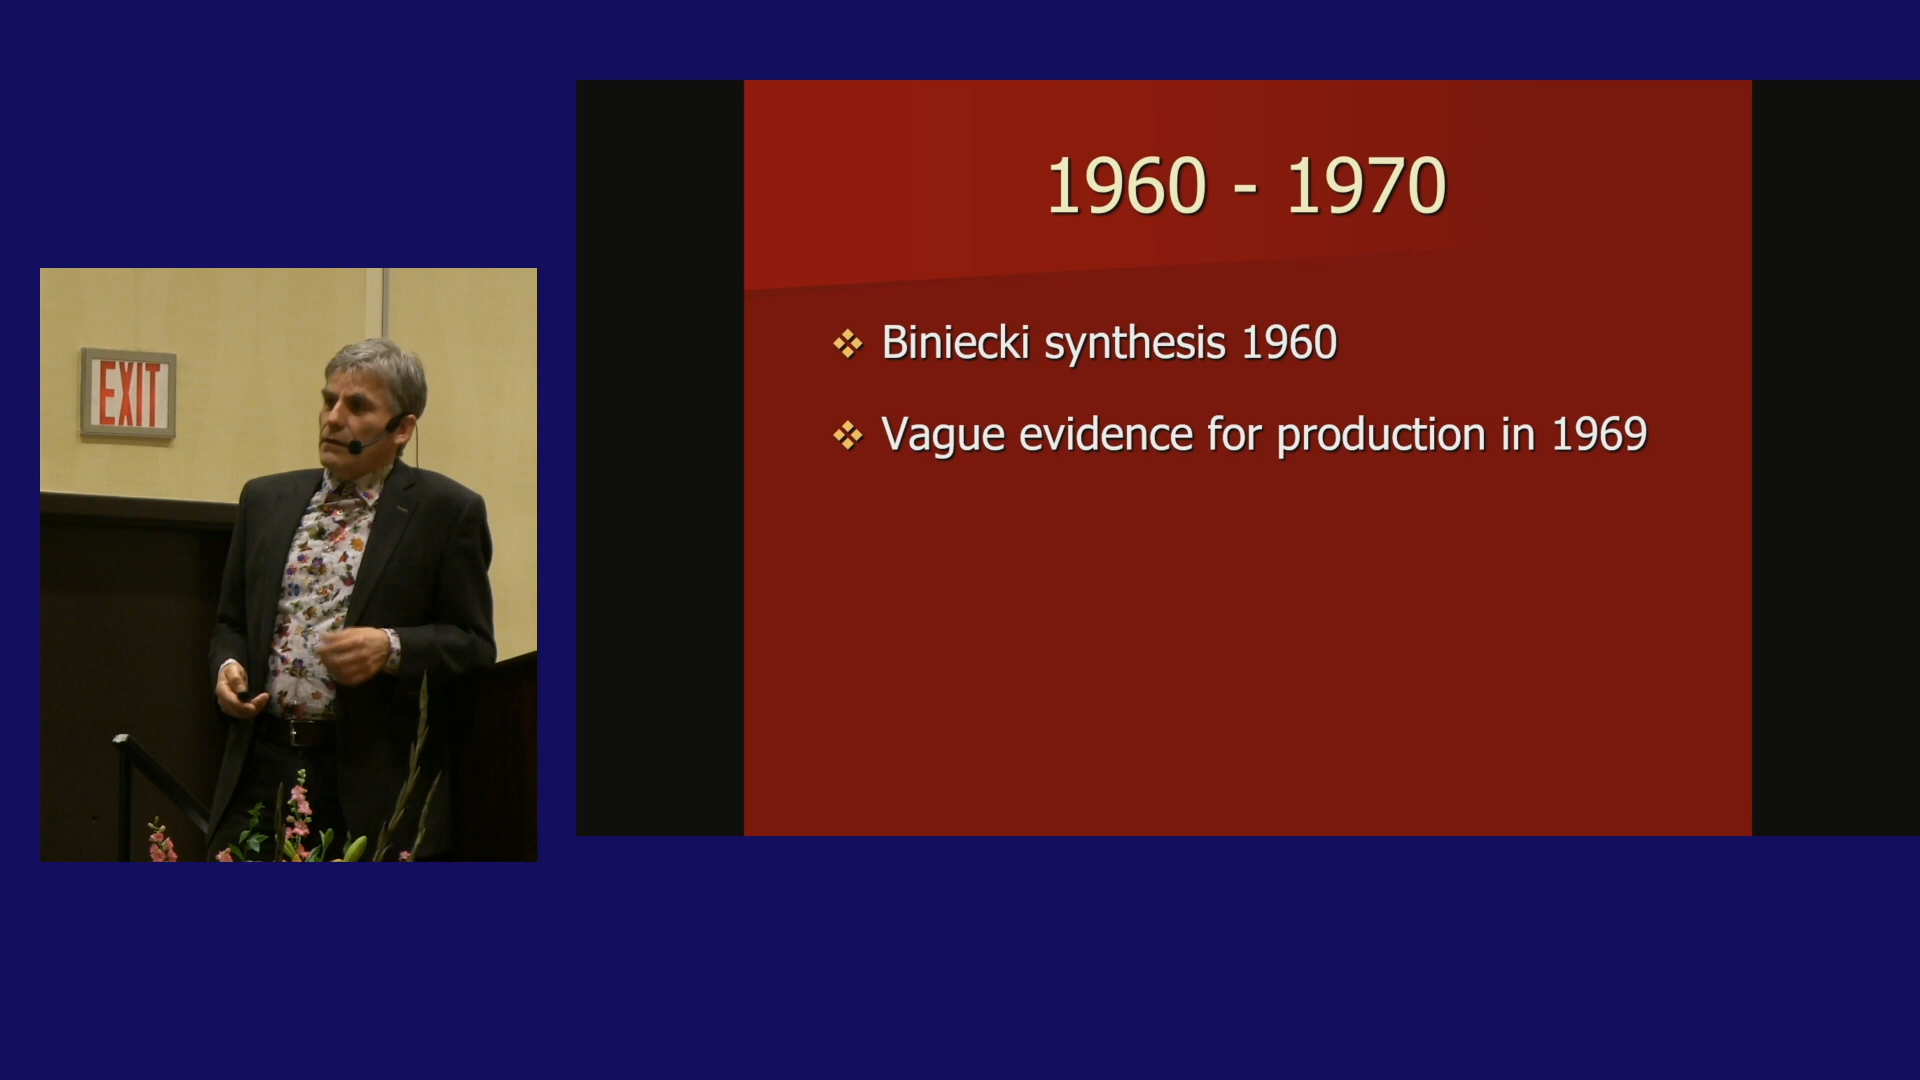 EXIT
1960 - 1970
Biniecki synthesis 1960
Vague evidence for production in 1969